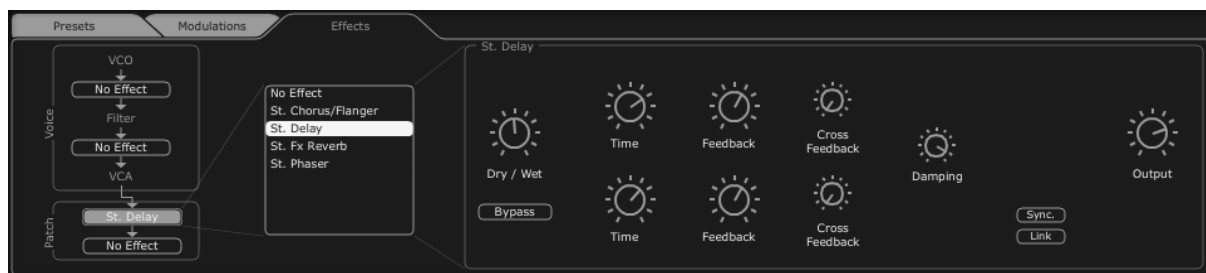 Presets
Modulations
Effects
VCO
No Effect
Filter
No Effect
VCA
Voice
St. Delay
No Effect
Patch
No Effect
St. Chorus/Flanger
St. Delay
St. Fx Reverb
St. Phaser
St. Delay
Dry / Wet
Bypass
Time
Feedback
Cross
Feedback
Time
Feedback
Cross
Feedback
Damping
Sync.
Link
Output